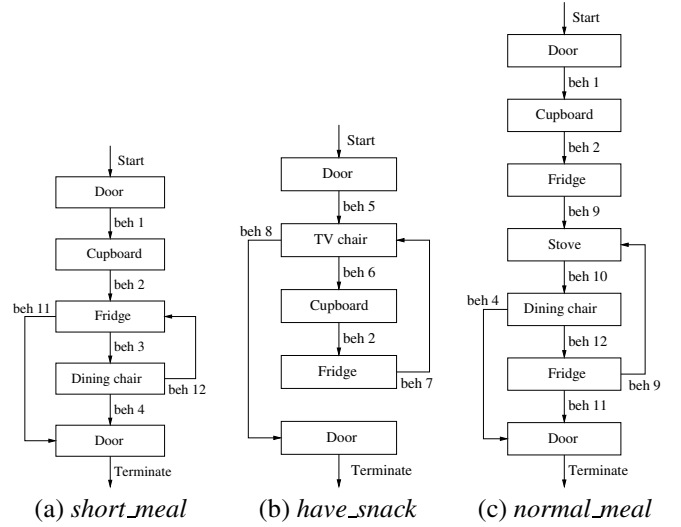 Start
Door
beh 1
Cupboard
beh 2
beh 11
Fridge
beh 3
Dining chair
beh 12
beh 4
Door
Terminate
(a) short_meal
Start
Door
beh 5
beh 8
TV chair
beh 6
Cupboard
beh 2
Fridge
beh 7
Door
Terminate
(b) have_snack
Start
Door
beh 1
Cupboard
beh 2
Fridge
beh 9
Stove
beh 10
beh 4
Dining chair
beh 12
Fridge
beh 9
beh 11
Door
Terminate
(c) normal_meal